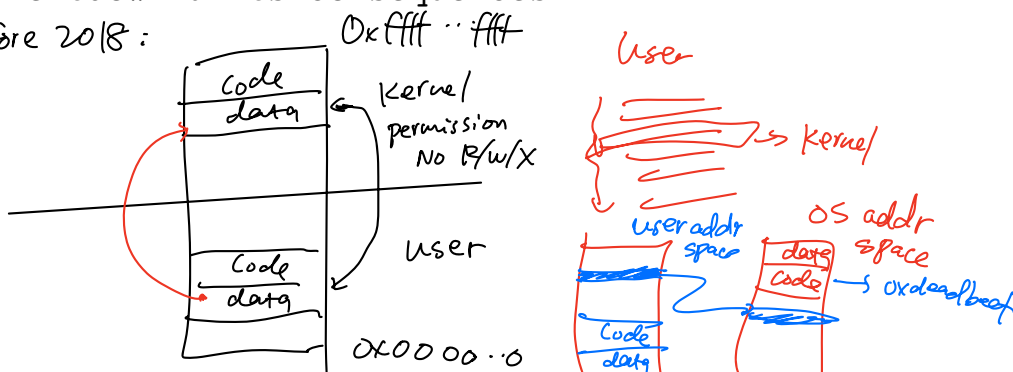 ore 2018:
0xffff...fff
code
data
Kernel
permission
No R/W/X
user
code
data
0x0000..0
User
Kernel
user addr
space
OS addr
space
data
code
0xdeadbeef
code
data